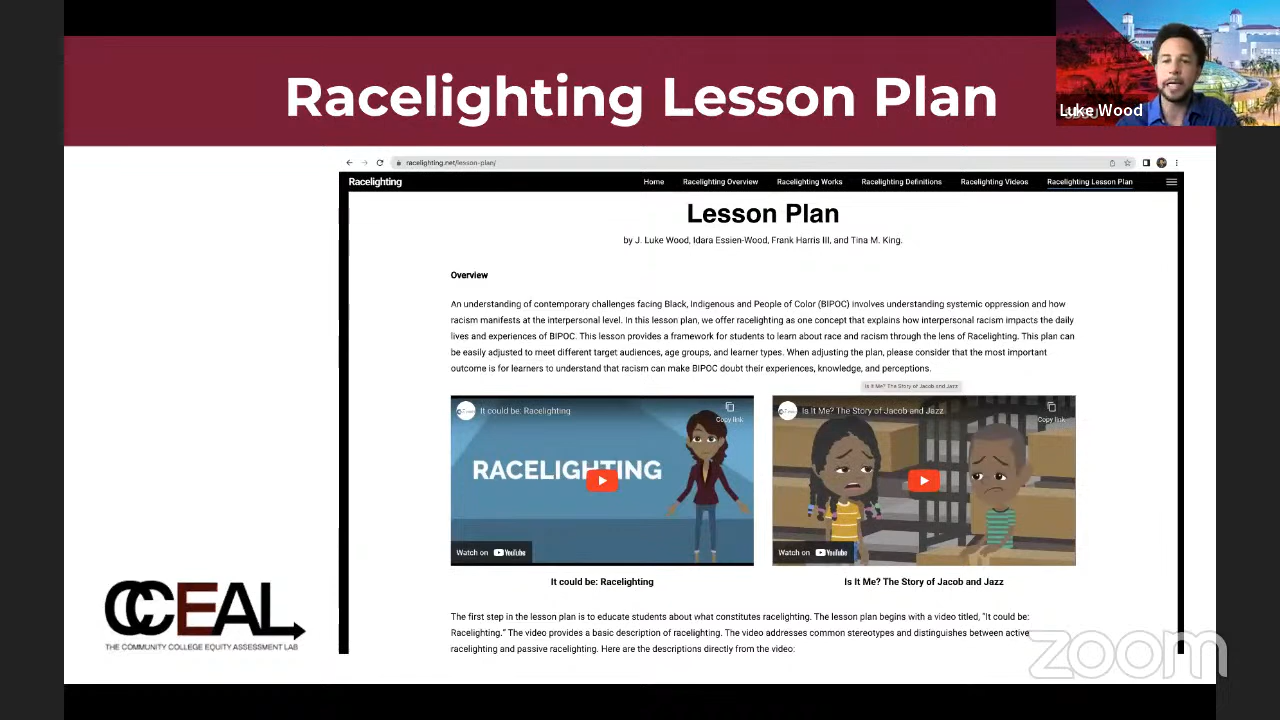 Racelighting Lesson Plan
Luke Wood
racelighting.net/lesson-plan/
Racelighting
Home Racelighting Overview Racelighting Works Racelighting Definitions Racelighting Videos Racelighting Lesson Plan
Lesson Plan
by J. Luke Wood, Idara Essien-Wood, Frank Harris III, and Tina M. King.
Overview
An understanding of contemporary challenges facing Black, Indigenous and People of Color (BIPOC) involves understanding systemic oppression and how
racism manifests at the interpersonal level. In this lesson plan, we offer racelighting as one concept that explains how interpersonal racism impacts the daily
lives and experiences of BIPOC. This lesson provides a framework for students to learn about race and racism through the lens of Racelighting. This plan can
be easily adjusted to meet different target audiences, age groups, and learner types. When adjusting the plan, please consider that the most important
outcome is for learners to understand that racism can make BIPOC doubt their experiences, knowledge, and perceptions.
Is It Me? The Story of Jacob and Jazz
It could be: Racelighting
Copy link
RACELIGHTING
Watch on YouTube
Is It Me? The Story of Jacob and Jazz
Copy link
Watch on YouTube
It could be: Racelighting
Is It Me? The Story of Jacob and Jazz
The first step in the lesson plan is to educate students about what constitutes racelighting. The lesson plan begins with a video titled, "It could be:
Racelighting." The video provides a basic description of racelighting. The video addresses common stereotypes and distinguishes between active
racelighting and passive racelighting. Here are the descriptions directly from the video:
CCEAL
THE COMMUNITY COLLEGE EQUITY ASSESSMENT LAB
zoom